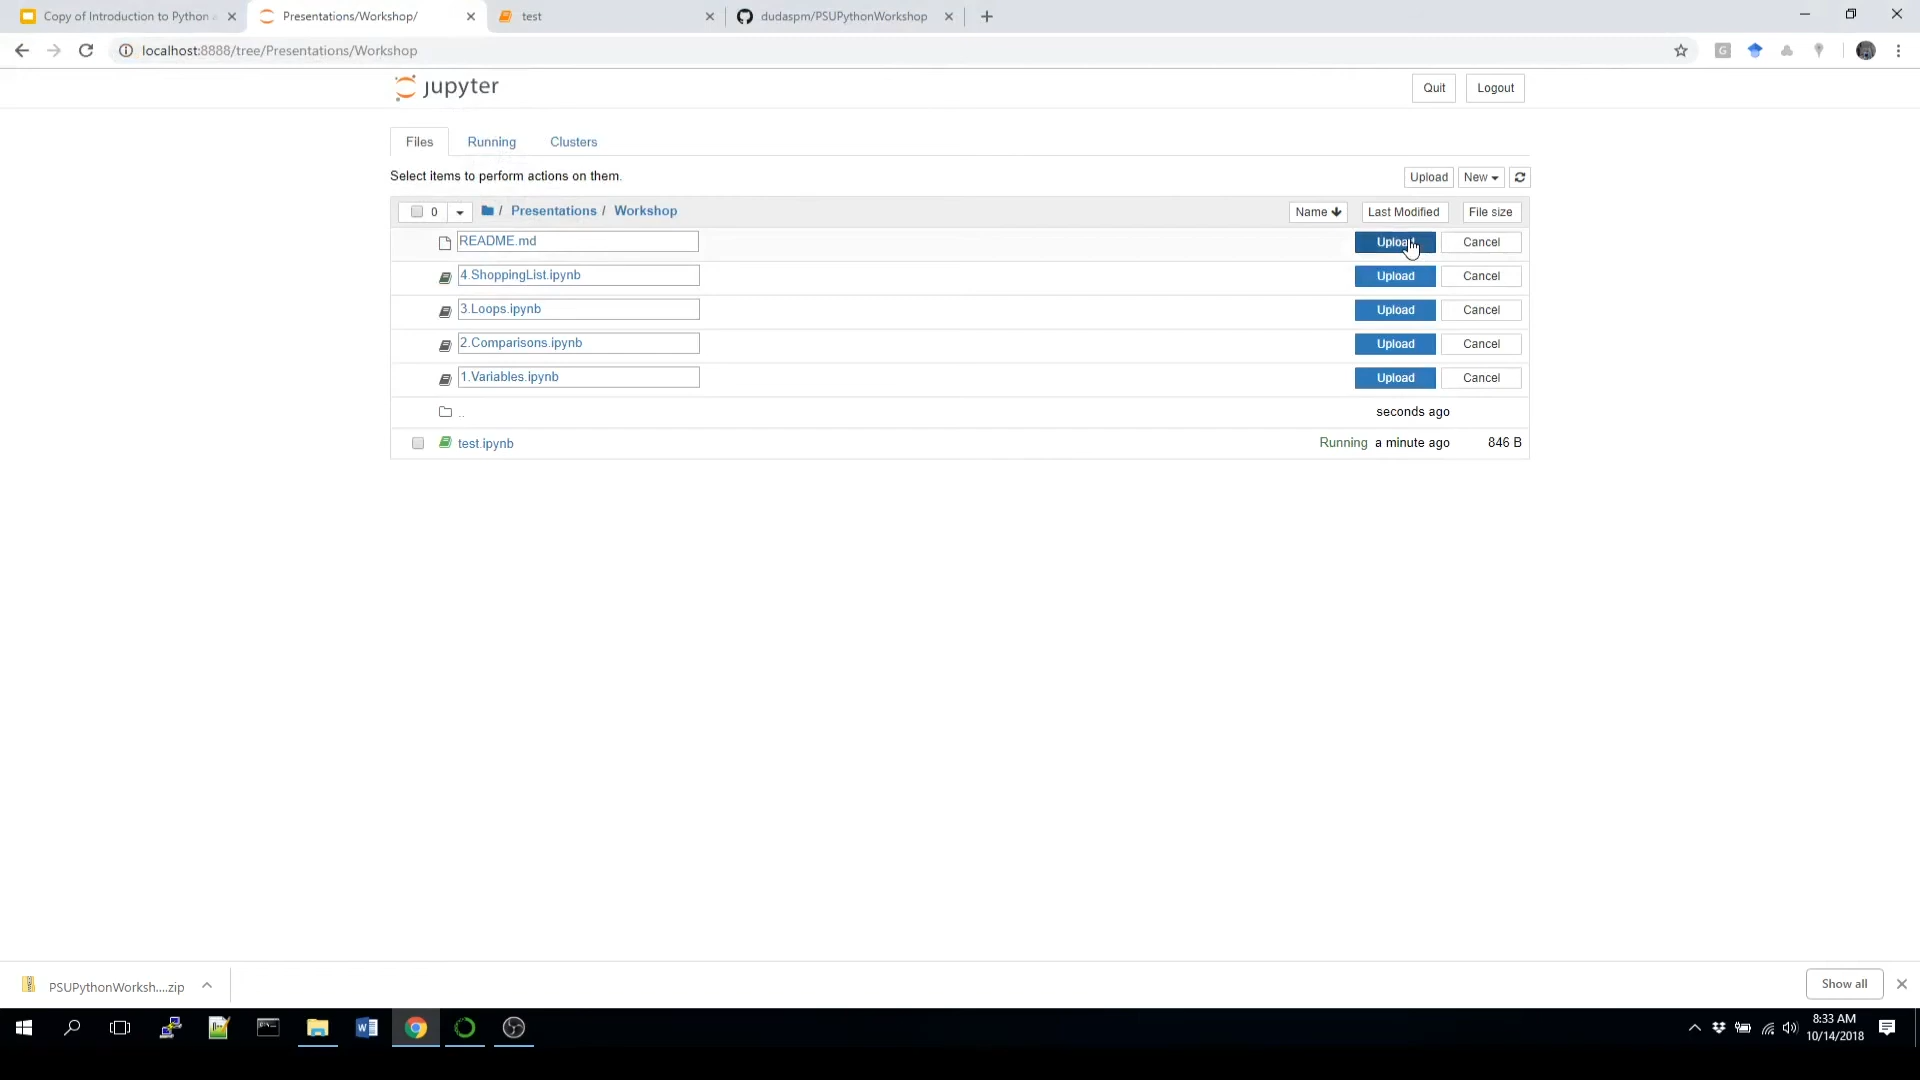 Copy of Introduction to Python
Presentations/Workshop/
test
dudaspm/PSUPythonWorkshop
localhost:8888/tree/Presentations/Workshop
jupyter
Quit
Logout
Files
Running
Clusters
Select items to perform actions on them.
Upload
New
0
/ Presentations / Workshop
Name
Last Modified
File size
README.md
Upload
Cancel
4.ShoppingList.ipynb
Upload
Cancel
3.Loops.ipynb
Upload
Cancel
2.Comparisons.ipynb
Upload
Cancel
1.Variables.ipynb
Upload
Cancel
..
seconds ago
test.ipynb
Running a minute ago
846 B
PSUPythonWorksh....zip
Show all
8:33 AM
10/14/2018